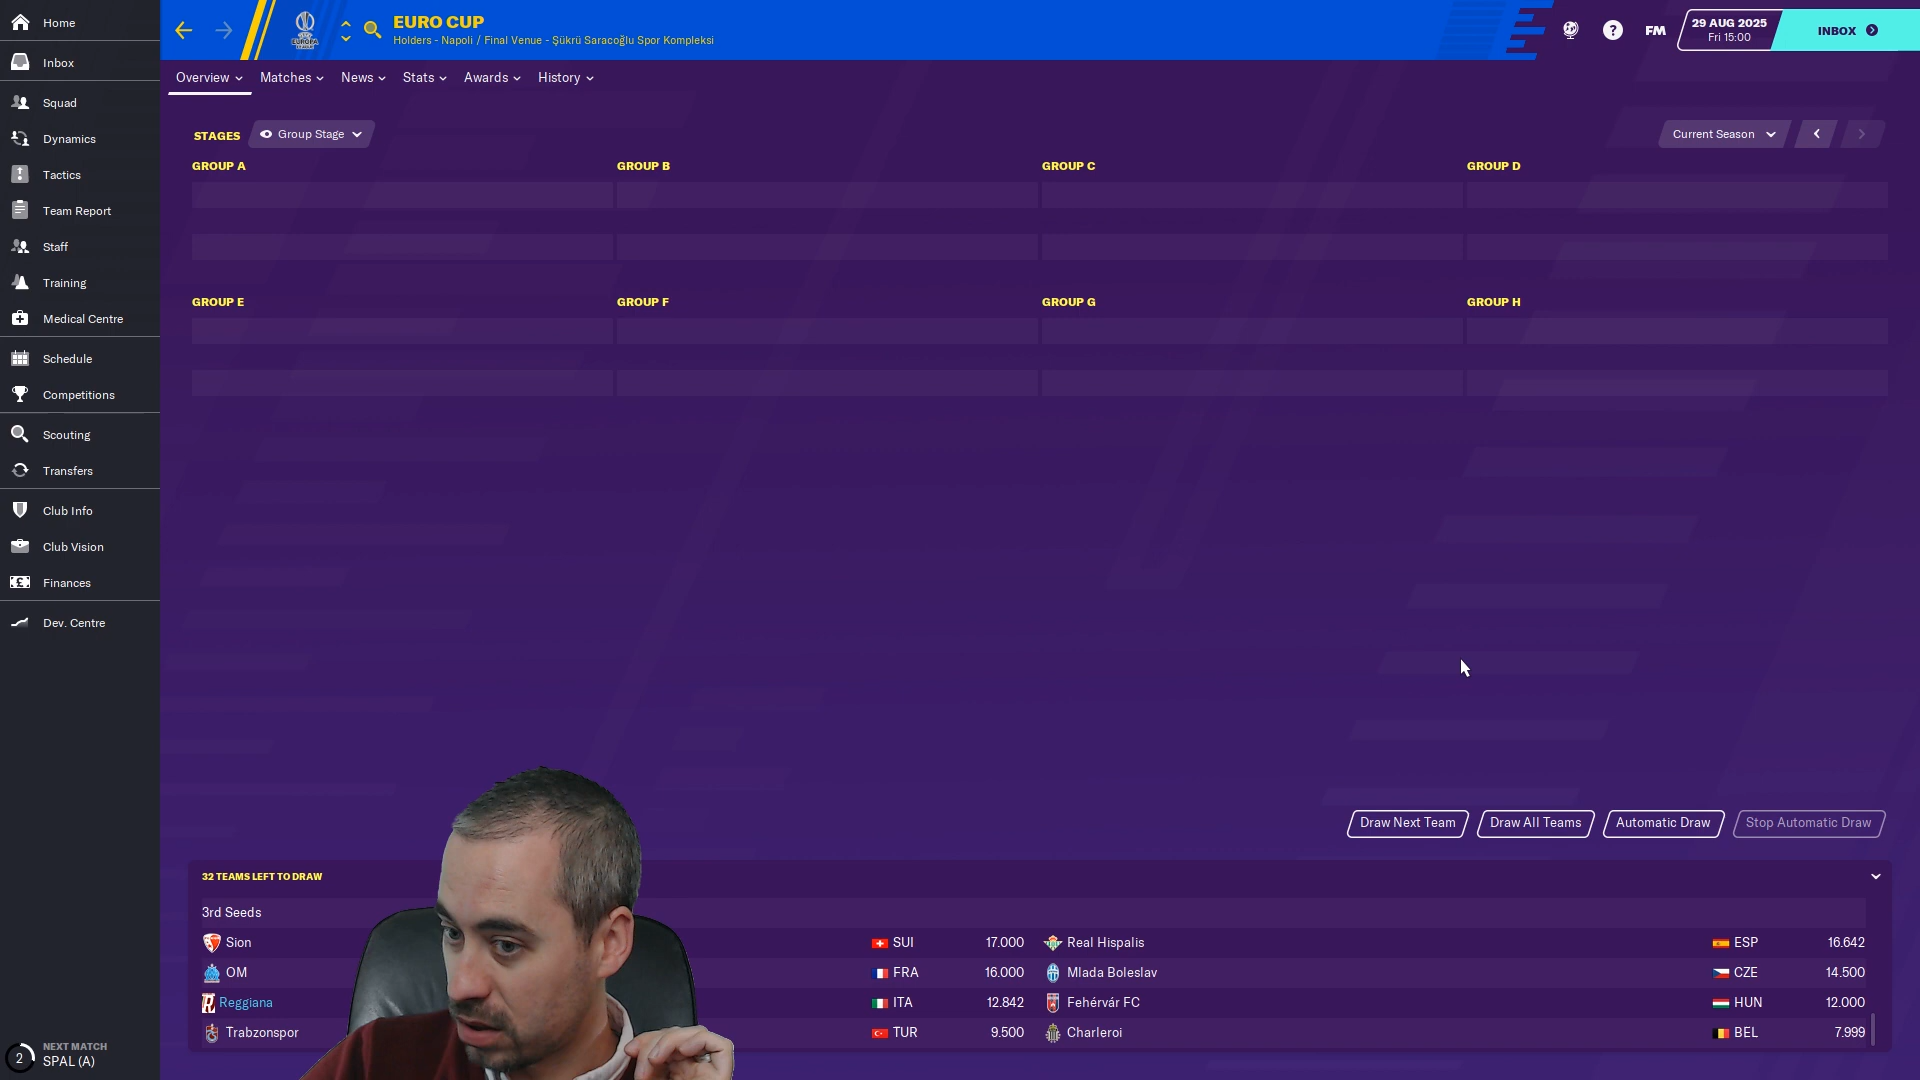 Home
Inbox
Squad
Dynamics
Tactics
Team Report
Staff
Training
Medical Centre
Schedule
Competitions
Scouting
Transfers
Club Info
Club Vision
Finances
Dev. Centre
2
NEXT MATCH
SPAL (A)
EUROPA
EURO CUP
Holders - Napoli / Final Venue - Şükrü Saracoğlu Spor Kompleksi
? FM
29 AUG 2025
Fri 15:00
INBOX
Overview Matches News Stats Awards History
STAGES Group Stage
Current Season
GROUP A GROUP B GROUP C GROUP D
GROUP E GROUP F GROUP G GROUP H
Draw Next Team Draw All Teams Automatic Draw Stop Automatic Draw
32 TEAMS LEFT TO DRAW
3rd Seeds
Sion SUI 17.000 Real Hispalis ESP 16.642
OM FRA 16.000 Mlada Boleslav CZE 14.500
Reggiana ITA 12.842 Fehérvár FC HUN 12.000
Trabzonspor TUR 9.500 Charleroi BEL 7.999